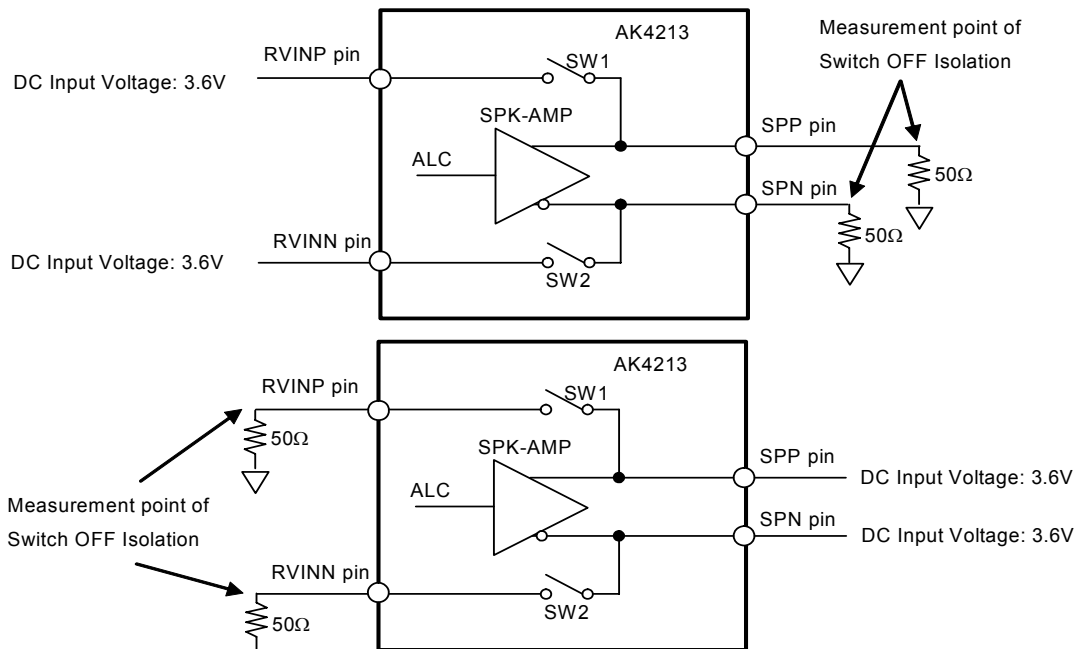 AK4213
Measurement point of
Switch OFF Isolation
RVINP pin
DC Input Voltage: 3.6V
SW1
SPK-AMP
SPP pin
ALC
50Ω
SPN pin
50Ω
RVINN pin
DC Input Voltage: 3.6V
SW2
AK4213
RVINP pin
SW1
50Ω
SPK-AMP
SPP pin
DC Input Voltage: 3.6V
ALC
Measurement point of
Switch OFF Isolation
SPN pin
DC Input Voltage: 3.6V
RVINN pin
SW2
50Ω